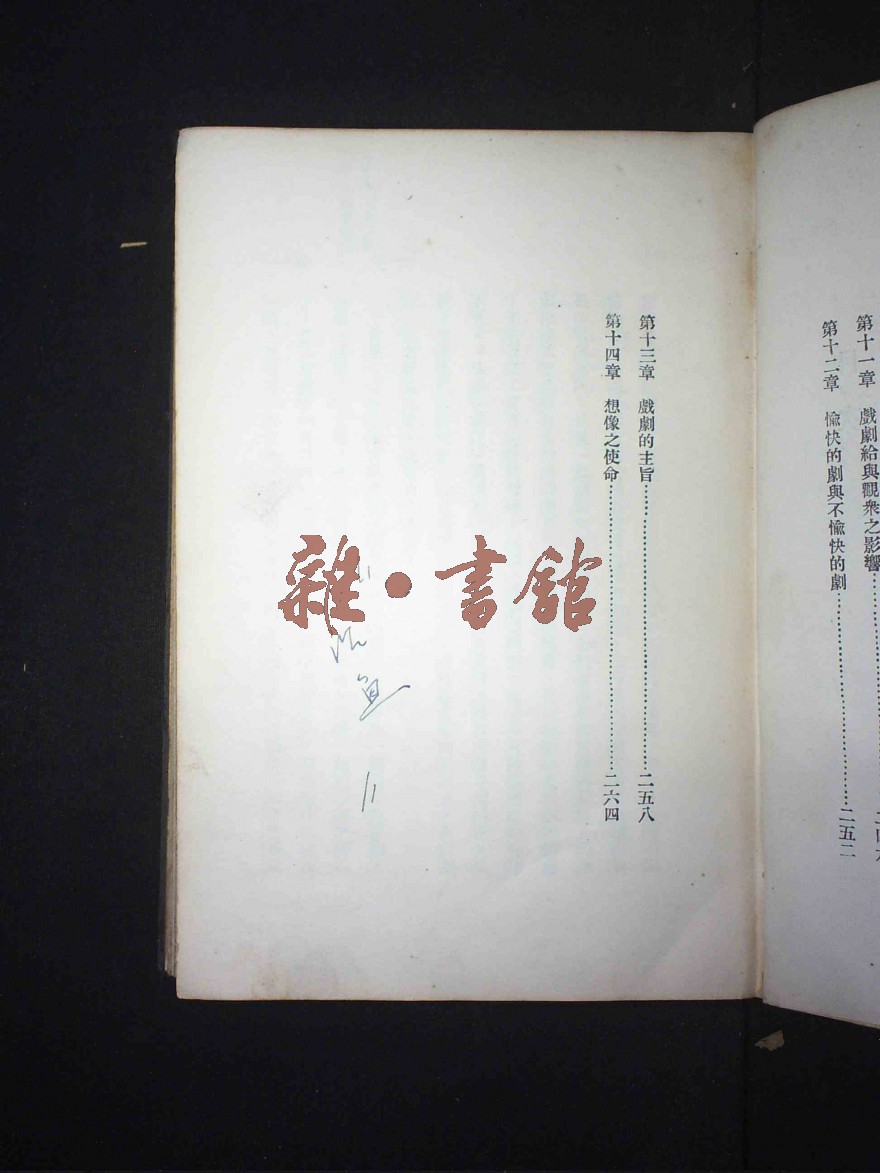 第十一章　戲劇給與觀衆之影響
第十二章　愉快的劇與不愉快的劇……二五二
第十三章　戲劇的主旨……二五八
第十四章　想像之使命……二六四
雜・書館